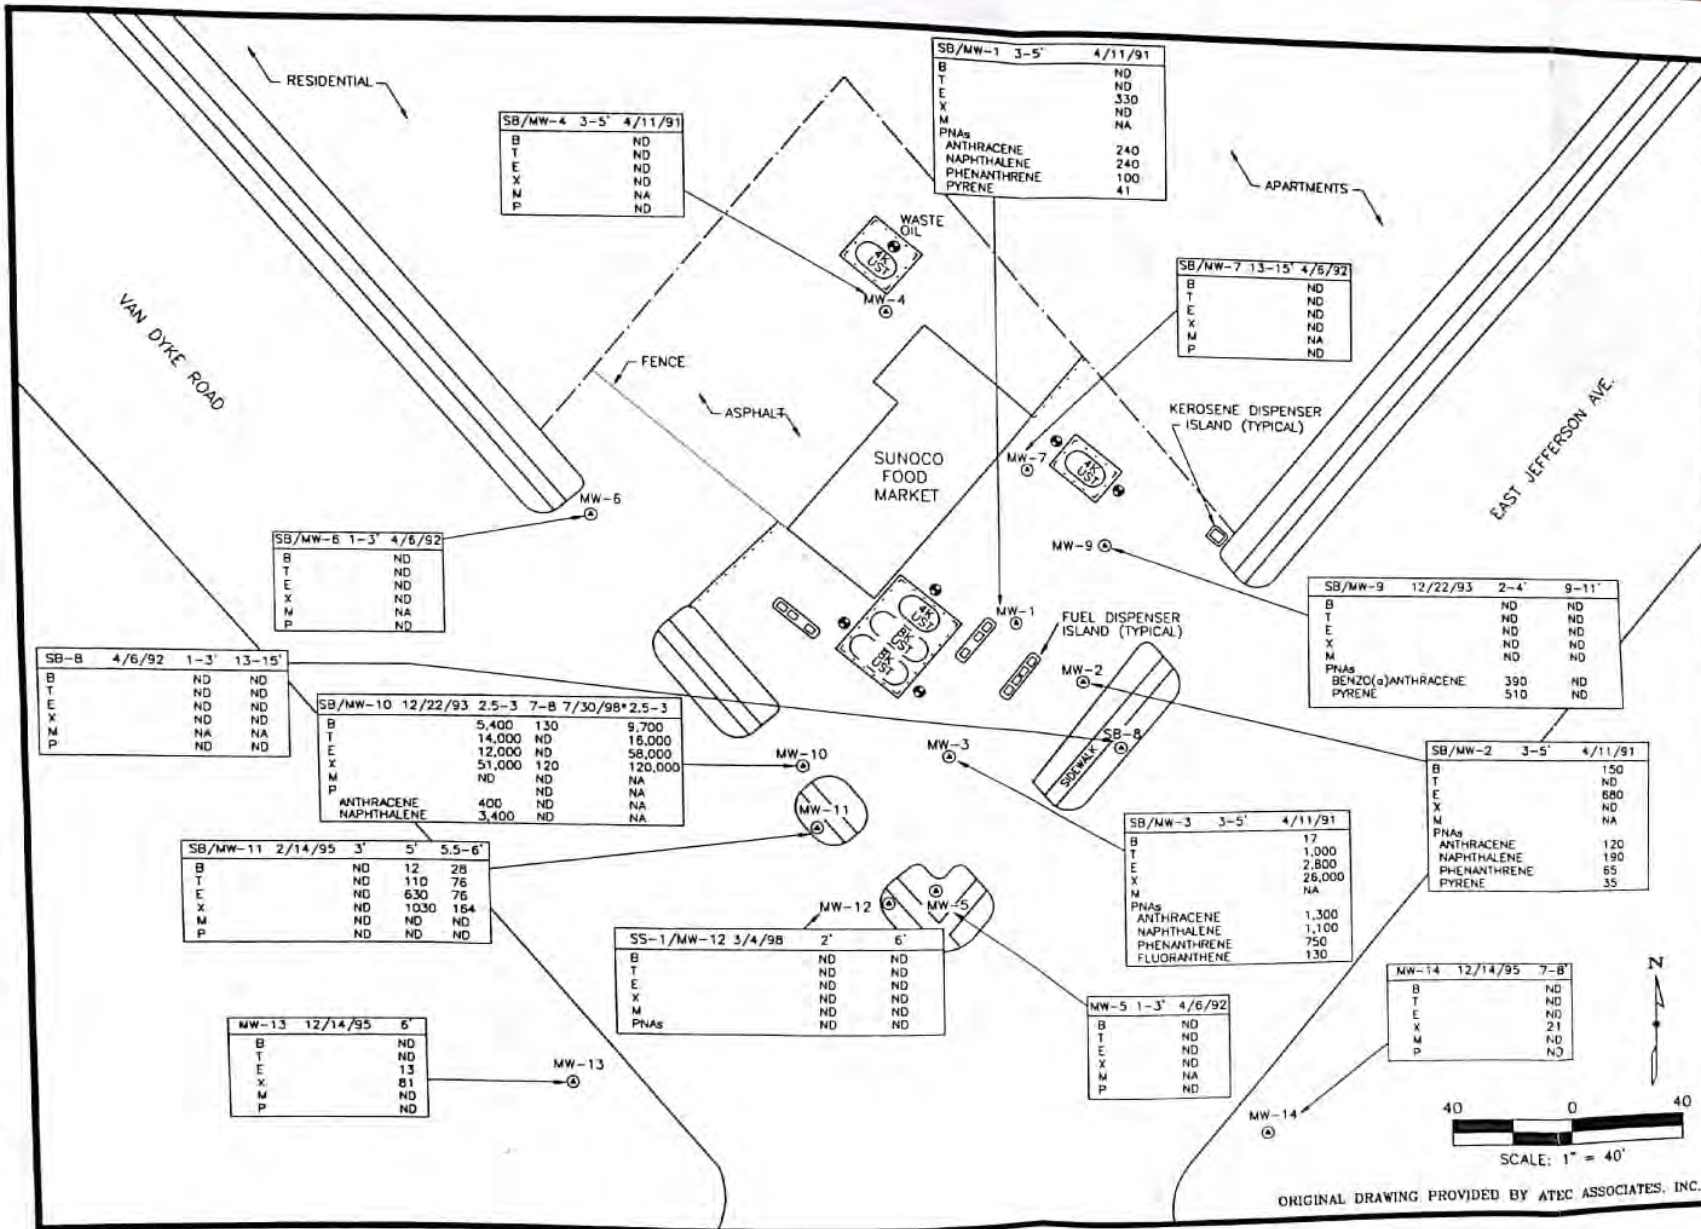 RESIDENTIAL
SB/MW-4 3-5' 4/11/91
B ND
T ND
E ND
X ND
M NA
P ND
SB/MW-1 3-5' 4/11/91
B ND
T ND
E 330
X ND
M NA
PNAs
ANTHRACENE 240
NAPHTHALENE 240
PHENANTHRENE 100
PYRENE 41
APARTMENTS
WASTE
OIL
4K
UST
MW-4
SB/MW-7 13-15' 4/6/92
B ND
T ND
E ND
X ND
M NA
P ND
VAN DYKE ROAD
FENCE
ASPHALT
KEROSENE DISPENSER
ISLAND (TYPICAL)
EAST JEFFERSON AVE.
SUNOCO
FOOD
MARKET
MW-7
4K
UST
MW-6
SB/MW-6 1-3' 4/6/92
B ND
T ND
E ND
X ND
M NA
P ND
MW-9
SB/MW-9 12/22/93 2-4' 9-11'
B ND ND
T ND ND
E ND ND
X ND ND
M ND ND
PNAs
BENZO(a)ANTHRACENE 390 ND
PYRENE 510 ND
4K
UST
MW-1
FUEL DISPENSER
ISLAND (TYPICAL)
SB-8 4/6/92 1-3' 13-15'
B ND ND
T ND ND
E ND ND
X ND ND
M NA NA
P ND ND
MW-2
SB/MW-10 12/22/93 2.5-3 7-8 7/30/98* 2.5-3
B 5,400 130 9,700
T 14,000 ND 16,000
E 12,000 ND 58,000
X 51,000 120 120,000
M ND ND NA
P ND NA
ANTHRACENE 400 ND NA
NAPHTHALENE 3,400 ND NA
MW-10
MW-3
SB-8
SIDEWALK
SB/MW-2 3-5' 4/11/91
B 150
T ND
E 680
X ND
M NA
PNAs
ANTHRACENE 120
NAPHTHALENE 190
PHENANTHRENE 65
PYRENE 35
MW-11
SB/MW-11 2/14/95 3' 5' 5.5-6'
B ND 12 28
T ND 110 76
E ND 630 76
X ND 1030 164
M ND ND ND
P ND ND ND
SB/MW-3 3-5' 4/11/91
B 17
T 1,000
E 2,800
X 26,000
M NA
PNAs
ANTHRACENE 1,300
NAPHTHALENE 1,100
PHENANTHRENE 750
FLUORANTHENE 130
MW-12
MW-5
SS-1/MW-12 3/4/98 2' 6'
B ND ND
T ND ND
E ND ND
X ND ND
M ND ND
PNAs ND ND
MW-5 1-3' 4/6/92
B ND
T ND
E ND
X ND
M NA
P ND
MW-14 12/14/95 7-8'
B ND
T ND
E ND
X 21
M ND
P ND
N
MW-13 12/14/95 6'
B ND
T ND
E 13
X 81
M ND
P ND
MW-13
MW-14
40 0 40
SCALE: 1" = 40'
ORIGINAL DRAWING PROVIDED BY ATEC ASSOCIATES, INC.